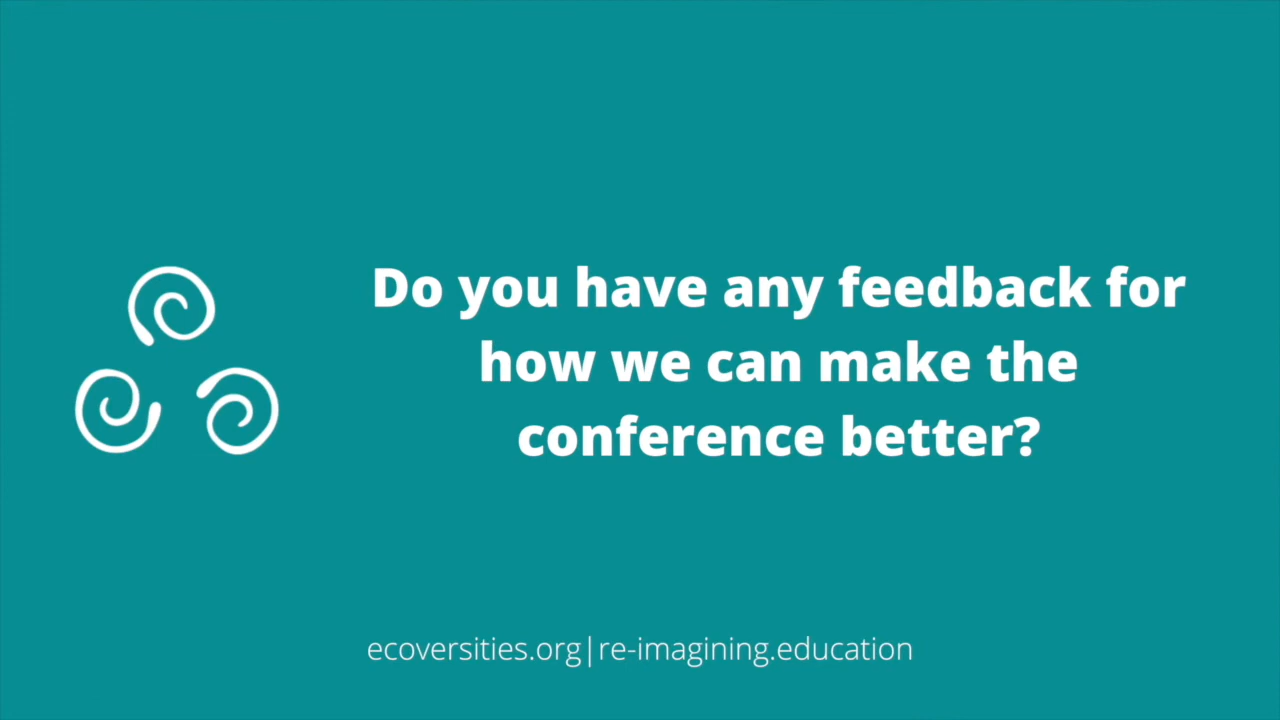 Do you have any feedback for
how we can make the
conference better?
ecoversities.org|re-imagining.education